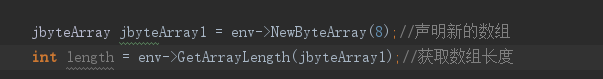 jbyteArray jbyteArray1 = env->NewByteArray(8);//声明新的数组
int length = env->GetArrayLength(jbyteArray1);//获取数组长度